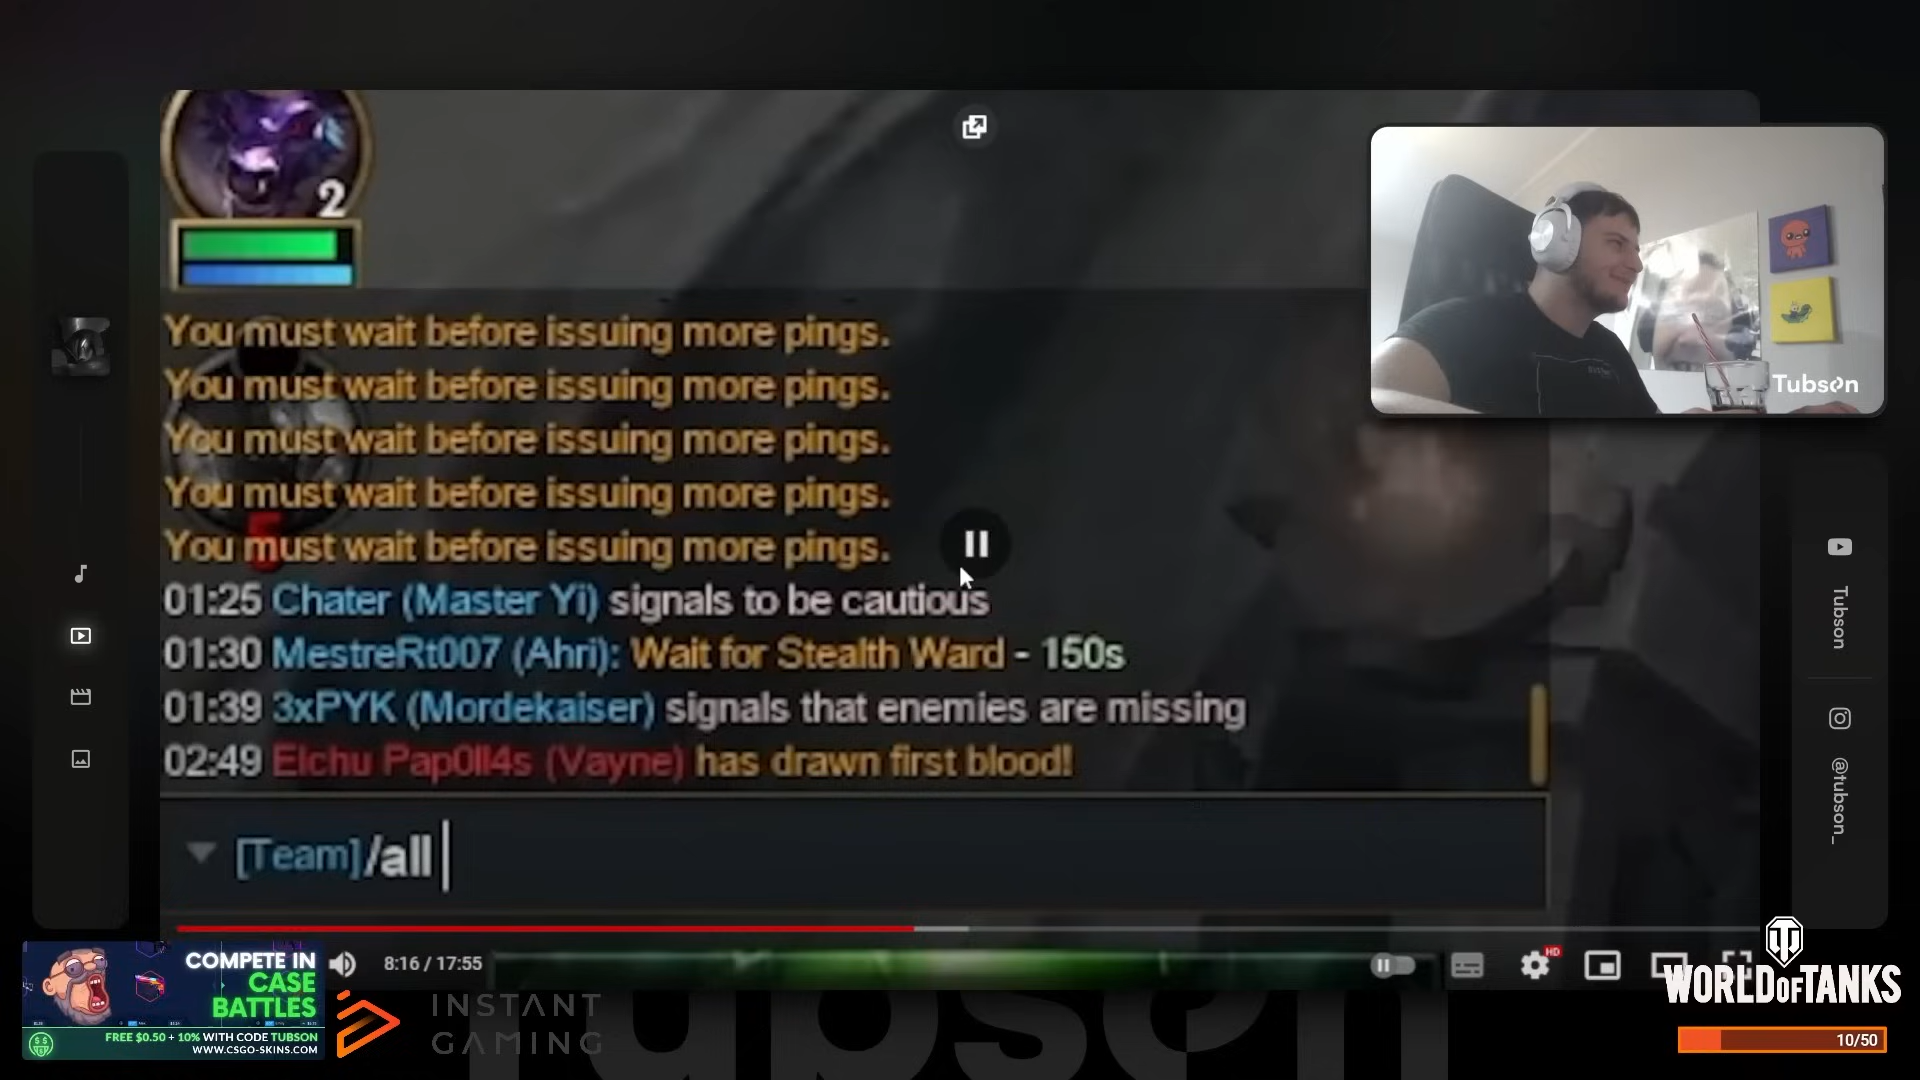 2
You must wait before issuing more pings.
You must wait before issuing more pings.
You must wait before issuing more pings.
You must wait before issuing more pings.
You must wait before issuing more pings.
5
01:25 Chater (Master Yi) signals to be cautious
01:30 MestreRt007 (Ahri): Wait for Stealth Ward - 150s
01:39 3xPYK (Mordekaiser) signals that enemies are missing
02:49 Elchu Pap0ll4s (Vayne) has drawn first blood!
[Team]/all
8:16 / 17:55
HD
Tubson
Tubson
@tubson_
COMPETE IN
CASE
BATTLES
FREE $0.50 + 10% WITH CODE TUBSON
WWW.CSGO-SKINS.COM
INSTANT
GAMING
Tubson
WORLD OF TANKS
10/50